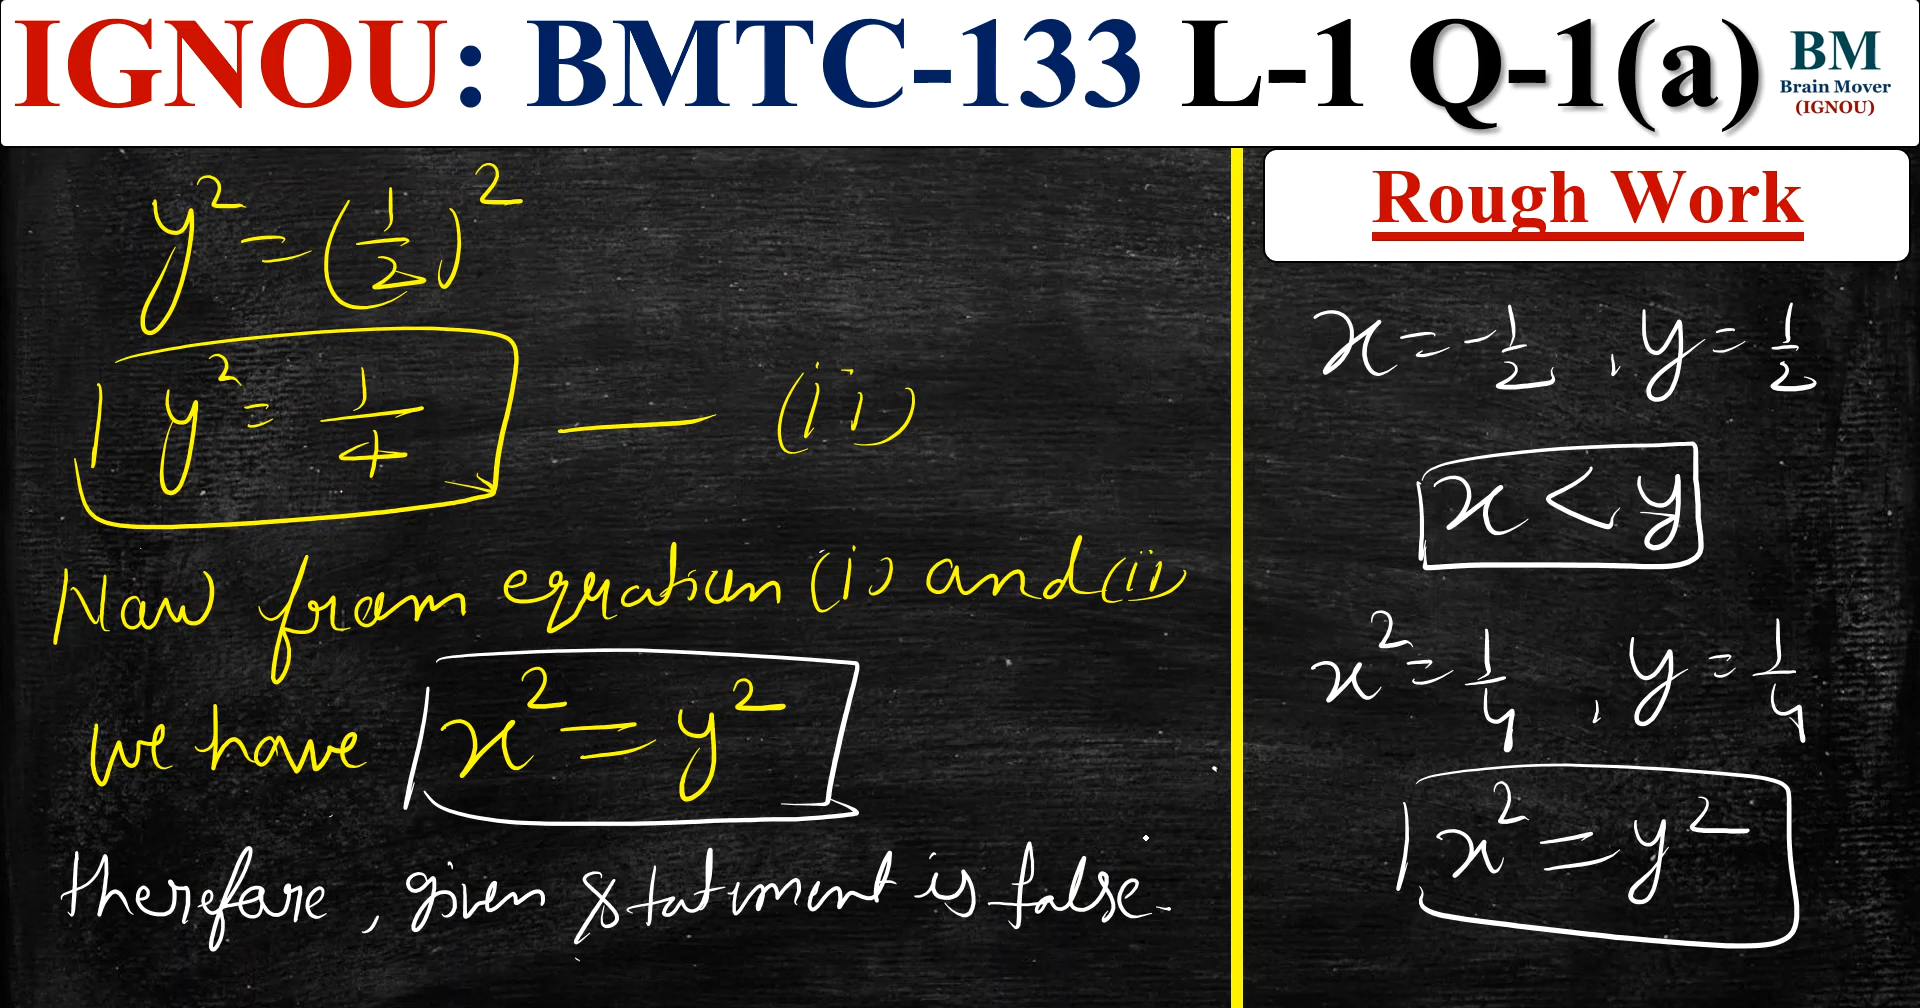 IGNOU: BMTC-133 L-1 Q-1(a)
BM
Brain Mover
(IGNOU)
y² = (1/2)²
y² = 1/4 — (ii)
Now from equation (i) and (ii)
we have x² = y²
therefore, given statement is false.
Rough Work
x = -1/2, y = 1/2
x < y
x² = 1/4, y = 1/4
x² = y²